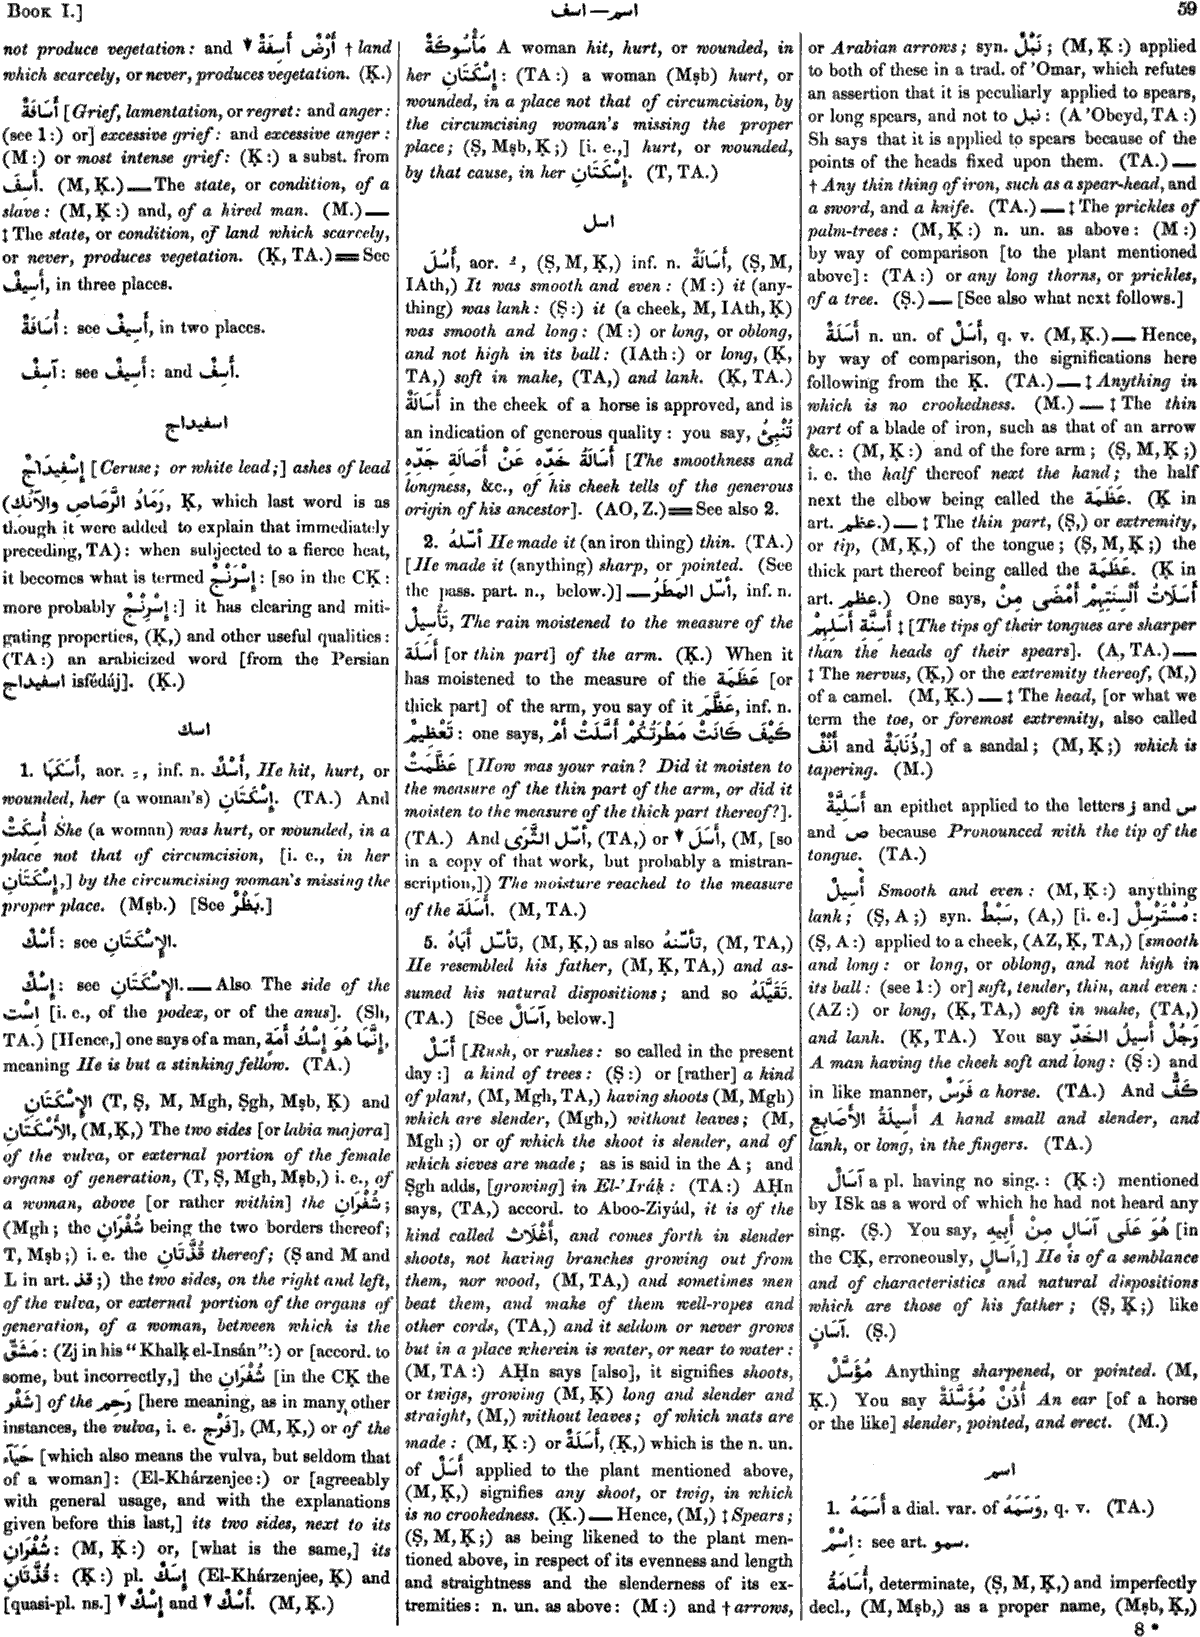 BOOK I.]
اسم — اسف
59
not produce vegetation : and ▼ أَرْضٌ أَسِفَةٌ † land
which scarcely, or never, produces vegetation. (Ḳ.)
أَسَافَةٌ [Grief, lamentation, or regret : and anger :
(see 1 :) or] excessive grief : and excessive anger :
(M :) or most intense grief : (Ḳ :) a subst. from
أَسِفَ. (M, Ḳ.) — The state, or condition, of a
slave : (M, Ḳ :) and, of a hired man. (M.) —
‡ The state, or condition, of land which scarcely,
or never, produces vegetation. (Ḳ, TA.) = See
أَسِيفٌ, in three places.
أُسَافَةٌ : see أَسِيفٌ, in two places.
آسِفٌ : see أَسِيفٌ : and أَسِفٌ.
اسفيداج
إِسْفِيدَاجٌ [Ceruse; or white lead;] ashes of lead
(رَمَادُ الرَّصَاصِ والآنُكِ, Ḳ, which last word is as
though it were added to explain that immediately
preceding, TA) : when subjected to a fierce heat,
it becomes what is termed إِسْرَنْجٌ : [so in the CḲ :
more probably إِسْرِنْجٌ :] it has clearing and miti-
gating properties, (Ḳ,) and other useful qualities :
(TA :) an arabicized word [from the Persian
اسفيداج isfédáj]. (Ḳ.)
اسك
1. أَسَكَهَا, aor. ـِ , inf. n. أَسْكٌ, He hit, hurt, or
wounded, her (a woman's) إِسْكَتَانِ. (TA.) And
أُسِكَتْ She (a woman) was hurt, or wounded, in a
place not that of circumcision, [i. e., in her
إِسْكَتَانِ,] by the circumcising woman's missing the
proper place. (Mṣb.) [See بَظْرٌ.]
أَسْكٌ : see الإِسْكَتَانِ.
إِسْكٌ : see الإِسْكَتَانِ. — Also The side of the
اسْت [i. e., of the podex, or of the anus]. (Sh,
TA.) [Hence,] one says of a man, إِنَّمَا هُوَ إِسْكُ أَمَةٍ,
meaning He is but a stinking fellow. (TA.)
الإِسْكَتَانِ (T, Ṣ, M, Mgh, Ṣgh, Mṣb, Ḳ) and
الأَسْكَتَانِ, (M, Ḳ,) The two sides [or labia majora]
of the vulva, or external portion of the female
organs of generation, (T, Ṣ, Mgh, Mṣb,) i. e., of
a woman, above [or rather within] the شُفْرَانِ ;
(Mgh ; the شُفْرَانِ being the two borders thereof;
T, Mṣb ;) i. e. the قُذَّتَانِ thereof; (Ṣ and M and
L in art. قذ ;) the two sides, on the right and left,
of the vulva, or external portion of the organs of
generation, of a woman, between which is the
مَشَقّ : (Zj in his “ Khalḳ el-Insán” :) or [accord. to
some, but incorrectly,] the شُفْرَانِ [in the CḲ the
شَفْر] of the رَحِم [here meaning, as in many other
instances, the vulva, i. e. فَرْج], (M, Ḳ,) or of the
حَيَآء [which also means the vulva, but seldom that
of a woman] : (El-Khárzenjee :) or [agreeably
with general usage, and with the explanations
given before this last,] its two sides, next to its
شُفْرَانِ : (M, Ḳ :) or, [what is the same,] its
قُذَّتَانِ : (Ḳ :) pl. إِسَكٌ (El-Khárzenjee, Ḳ) and
[quasi-pl. ns.] ▼ إِسْكٌ and ▼ أَسْكٌ. (M, Ḳ.)
مَأْسُوكَةٌ A woman hit, hurt, or wounded, in
her إِسْكَتَانِ : (TA :) a woman (Mṣb) hurt, or
wounded, in a place not that of circumcision, by
the circumcising woman's missing the proper
place; (Ṣ, Mṣb, Ḳ ;) [i. e.,] hurt, or wounded,
by that cause, in her إِسْكَتَانِ. (T, TA.)
اسل
أَسُلَ, aor. ـُ , (Ṣ, M, Ḳ,) inf. n. أَسَالَةٌ, (Ṣ, M,
IAth,) It was smooth and even : (M :) it (any-
thing) was lank : (Ṣ :) it (a cheek, M, IAth, Ḳ)
was smooth and long : (M :) or long, or oblong,
and not high in its ball : (IAth :) or long, (Ḳ,
TA,) soft in make, (TA,) and lank. (Ḳ, TA.)
أَسَالَةٌ in the cheek of a horse is approved, and is
an indication of generous quality : you say, تُنْبِئُ
أَسَالَةُ خَدِّهِ عَنْ أَصَالَةِ جَدِّهِ [The smoothness and
longness, &c., of his cheek tells of the generous
origin of his ancestor]. (AO, Z.) = See also 2.
2. أسّلهُ He made it (an iron thing) thin. (TA.)
[He made it (anything) sharp, or pointed. (See
the pass. part. n., below.)] — أسّل المَطَرُ, inf. n.
تَأْسِيلٌ, The rain moistened to the measure of the
أَسَلَة [or thin part] of the arm. (Ḳ.) When it
has moistened to the measure of the عَظَمَة [or
thick part] of the arm, you say of it عَظَّمَ, inf. n.
تَعْظِيمٌ : one says, كَيْفَ كَانَتْ مَطْرَتُكُمْ أَسَّلَتْ أَمْ
عَظَّمَتْ [How was your rain? Did it moisten to
the measure of the thin part of the arm, or did it
moisten to the measure of the thick part thereof?].
(TA.) And أسّل الثَّرَى, (TA,) or ▼ أَسَلَ, (M, [so
in a copy of that work, but probably a mistran-
scription,]) The moisture reached to the measure
of the أَسَلَة. (M, TA.)
5. تأسّل أَبَاهُ, (M, Ḳ,) as also تأسّنهُ, (M, TA,)
He resembled his father, (M, Ḳ, TA,) and as-
sumed his natural dispositions; and so تَقَيَّلَهُ.
(TA.) [See آسَالٌ, below.]
أَسَلٌ [Rush, or rushes : so called in the present
day :] a kind of trees : (Ṣ :) or [rather] a kind
of plant, (M, Mgh, TA,) having shoots (M, Mgh)
which are slender, (Mgh,) without leaves; (M,
Mgh ;) or of which the shoot is slender, and of
which sieves are made; as is said in the A ; and
Ṣgh adds, [growing] in El-'Iráḳ : (TA :) AḤn
says, (TA,) accord. to Aboo-Ziyád, it is of the
kind called أَغْلَاث, and comes forth in slender
shoots, not having branches growing out from
them, nor wood, (M, TA,) and sometimes men
beat them, and make of them well-ropes and
other cords, (TA,) and it seldom or never grows
but in a place wherein is water, or near to water :
(M, TA :) AḤn says [also], it signifies shoots,
or twigs, growing (M, Ḳ) long and slender and
straight, (M,) without leaves; of which mats are
made : (M, Ḳ :) or أَسَلَةٌ, (Ḳ,) which is the n. un.
of أَسَلٌ applied to the plant mentioned above,
(M, Ḳ,) signifies any shoot, or twig, in which
is no crookedness. (Ḳ.) — Hence, (M,) ‡ Spears;
(Ṣ, M, Ḳ ;) as being likened to the plant men-
tioned above, in respect of its evenness and length
and straightness and the slenderness of its ex-
tremities : n. un. as above : (M :) and † arrows,
or Arabian arrows; syn. نَبْلٌ ; (M, Ḳ :) applied
to both of these in a trad. of 'Omar, which refutes
an assertion that it is peculiarly applied to spears,
or long spears, and not to نبل : (A 'Obeyd, TA :)
Sh says that it is applied to spears because of the
points of the heads fixed upon them. (TA.) —
† Any thin thing of iron, such as a spear-head, and
a sword, and a knife. (TA.) — ‡ The prickles of
palm-trees : (M, Ḳ :) n. un. as above : (M :)
by way of comparison [to the plant mentioned
above] : (TA :) or any long thorns, or prickles,
of a tree. (Ṣ.) — [See also what next follows.]
أَسَلَةٌ n. un. of أَسَلٌ, q. v. (M, Ḳ.) — Hence,
by way of comparison, the significations here
following from the Ḳ. (TA.) — ‡ Anything in
which is no crookedness. (M.) — ‡ The thin
part of a blade of iron, such as that of an arrow
&c. : (M, Ḳ :) and of the fore arm ; (Ṣ, M, Ḳ ;)
i. e. the half thereof next the hand; the half
next the elbow being called the عَظَمَة. (Ḳ in
art. عظم.) — ‡ The thin part, (Ṣ,) or extremity,
or tip, (M, Ḳ,) of the tongue ; (Ṣ, M, Ḳ ;) the
thick part thereof being called the عَظَمَة. (Ḳ in
art. عظم.) One says, أَسَلَاتُ أَلْسِنَتِهِمْ أَمْضَى مِنْ
أَسِنَّةِ أَسَلِهِمْ ‡ [The tips of their tongues are sharper
than the heads of their spears]. (A, TA.) —
‡ The nervus, (Ḳ,) or the extremity thereof, (M,)
of a camel. (M, Ḳ.) — ‡ The head, [or what we
term the toe, or foremost extremity, also called
أَنْف and ذُنَابَة,] of a sandal ; (M, Ḳ ;) which is
tapering. (M.)
أَسَلِيَّةٌ an epithet applied to the letters ز and س
and ص because Pronounced with the tip of the
tongue. (TA.)
أَسِيلٌ Smooth and even : (M, Ḳ :) anything
lank; (Ṣ, A ;) syn. سَبْطٌ, (A,) [i. e.] مُسْتَرْسِلٌ :
(Ṣ, A :) applied to a cheek, (AZ, Ḳ, TA,) [smooth
and long : or long, or oblong, and not high in
its ball : (see 1 :) or] soft, tender, thin, and even :
(AZ :) or long, (Ḳ, TA,) soft in make, (TA,)
and lank. (Ḳ, TA.) You say رَجُلٌ أَسِيلُ الخَدِّ
A man having the cheek soft and long : (Ṣ :) and
in like manner, فَرَسٌ a horse. (TA.) And كَفٌّ
أَسِيلَةُ الأَصَابِعِ A hand small and slender, and
lank, or long, in the fingers. (TA.)
آسَالٌ a pl. having no sing. : (Ḳ :) mentioned
by ISk as a word of which he had not heard any
sing. (Ṣ.) You say, هُوَ عَلَى آسَالٍ مِنْ أَبِيهِ [in
the CḲ, erroneously, أَسالٍ,] He is of a semblance
and of characteristics and natural dispositions
which are those of his father; (Ṣ, Ḳ ;) like
آسَانٍ. (Ṣ.)
مُؤَسَّلٌ Anything sharpened, or pointed. (M,
Ḳ.) You say أُذُنٌ مُؤَسَّلَةٌ An ear [of a horse
or the like] slender, pointed, and erect. (M.)
اسم
1. أَسَمَهُ a dial. var. of وَسَمَهُ, q. v. (TA.)
اِسْمٌ : see art. سمو.
أُسَامَةُ, determinate, (Ṣ, M, Ḳ,) and imperfectly
decl., (M, Mṣb,) as a proper name, (Mṣb, Ḳ,)
8 *